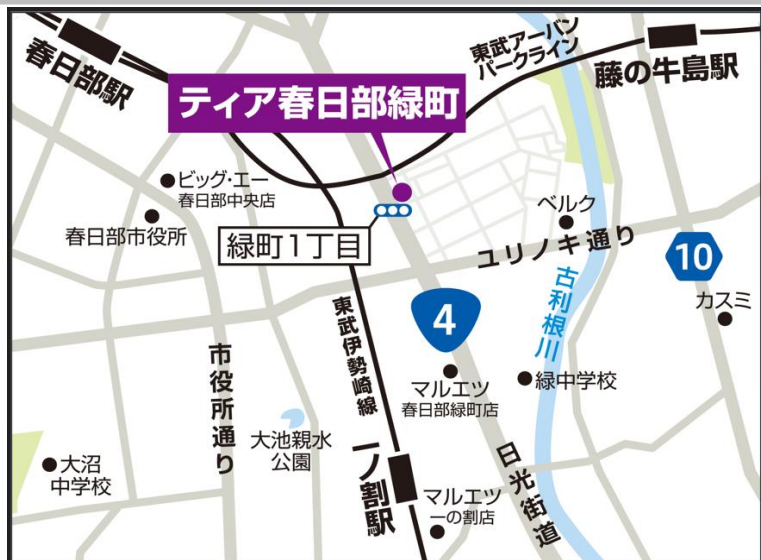 春日部駅
東武アーバン
パークライン
藤の牛島駅
ティア春日部緑町
ビッグ・エー
春日部中央店
春日部市役所
緑町1丁目
ベルク
ユリノキ通り
10
カスミ
古利根川
4
東武伊勢崎線
市役所通り
マルエツ
春日部緑町店
緑中学校
大池親水
公園
大沼
中学校
一ノ割駅
マルエツ
一の割店
日光街道